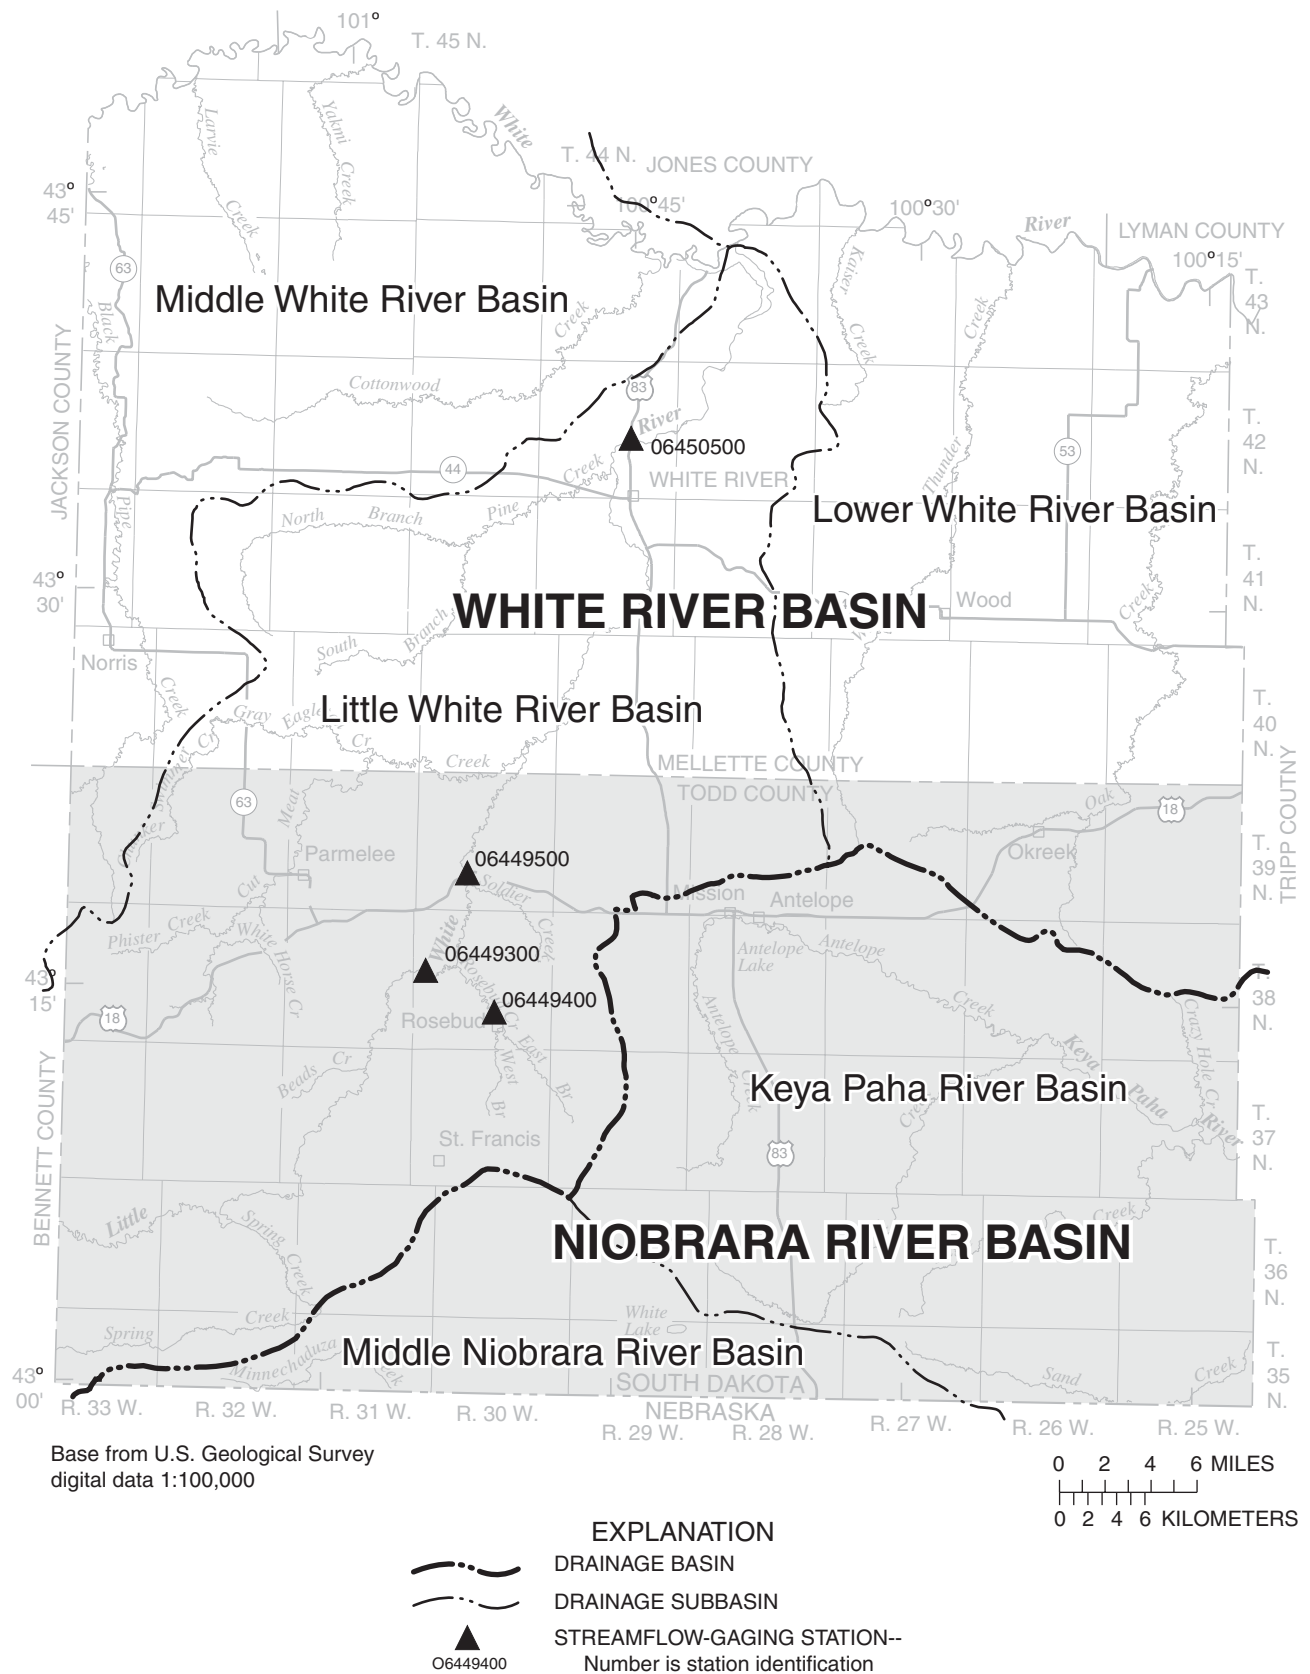 101°
T. 45 N.
Larvie
Creek
Yakmi
Creek
White
T. 44 N.
JONES COUNTY
43°
45'
100°45'
100°30'
River
LYMAN COUNTY
100°15'
T.
43
N.
63
Middle White River Basin
Kaiser
Creek
Creek
Creek
Black
JACKSON COUNTY
Cottonwood
83
River
06450500
T.
42
N.
53
44
Creek
WHITE RIVER
Thunder
Pipe
North
Branch
Pine
Lower White River Basin
43°
30'
T.
41
N.
WHITE RIVER BASIN
Wood
Creek
South
Branch
Norris
Creek
Gray
Eagle
Little White River Basin
T.
40
N.
Cr
Cr
Creek
MELLETTE COUNTY
TODD COUNTY
TRIPP COUTNY
63
Meat
Oak
18
Parmelee
06449500
Okreek
T.
39
N.
Cut
Soldier
Creek
Mission
Antelope
Phister
Creek
White
Horse Cr
White
06449300
Antelope
Lake
Antelope
Creek
43°
15'
T.
38
N.
18
06449400
Rosebud
East
Br
West
Br
Antelope
Creek
Keya
Paha
River
Crazy Hole Cr
Beads
Cr
Keya Paha River Basin
Creek
BENNETT COUNTY
St. Francis
83
T.
37
N.
Little
Spring
Creek
NIOBRARA RIVER BASIN
Creek
T.
36
N.
Spring
Creek
White
Lake
Minnechaduza
Middle Niobrara River Basin
Sand
Creek
T.
35
N.
43°
00'
SOUTH DAKOTA
NEBRASKA
R. 33 W.
R. 32 W.
R. 31 W.
R. 30 W.
R. 29 W.
R. 28 W.
R. 27 W.
R. 26 W.
R. 25 W.
Base from U.S. Geological Survey
digital data 1:100,000
0 2 4 6 MILES
0 2 4 6 KILOMETERS
EXPLANATION
DRAINAGE BASIN
DRAINAGE SUBBASIN
STREAMFLOW-GAGING STATION--
O6449400
Number is station identification